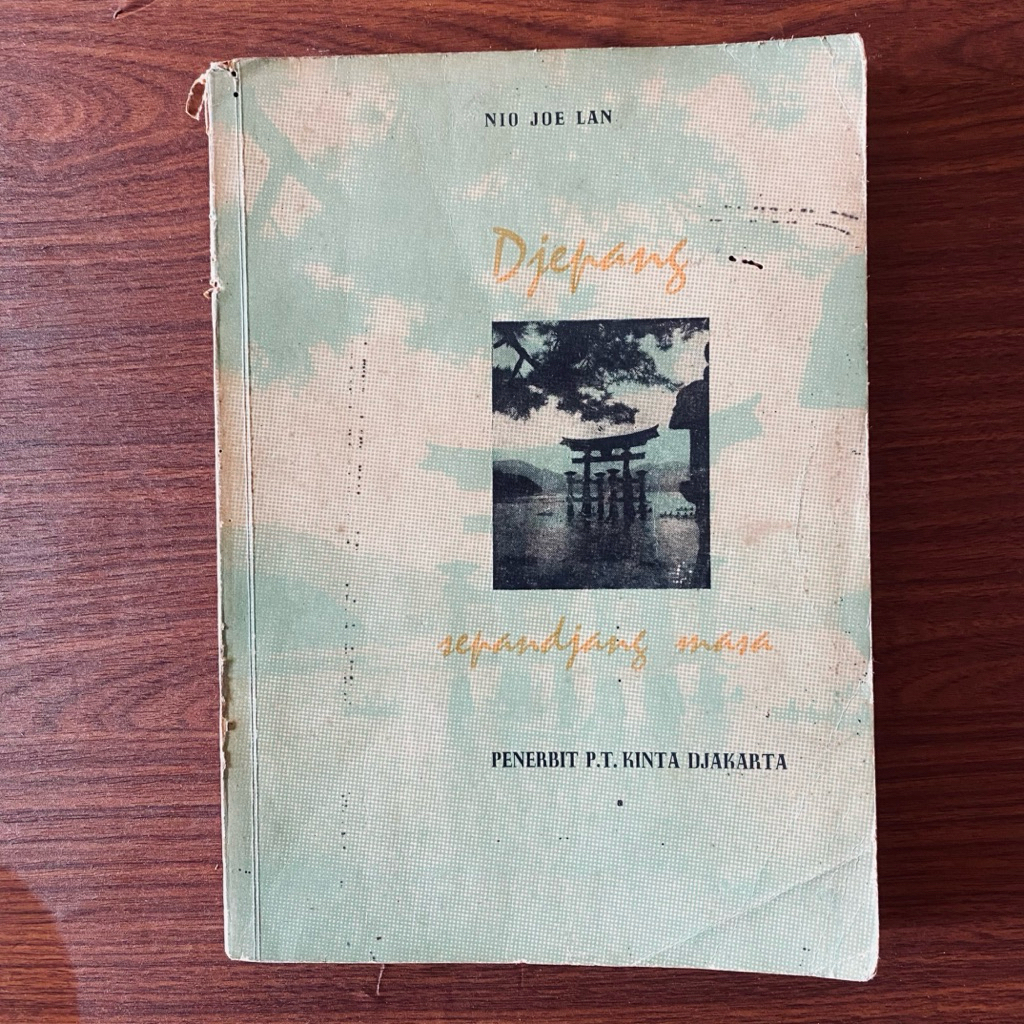 NIO JOE LAN
Djepang
sepandjang masa
PENERBIT P.T. KINTA DJAKARTA